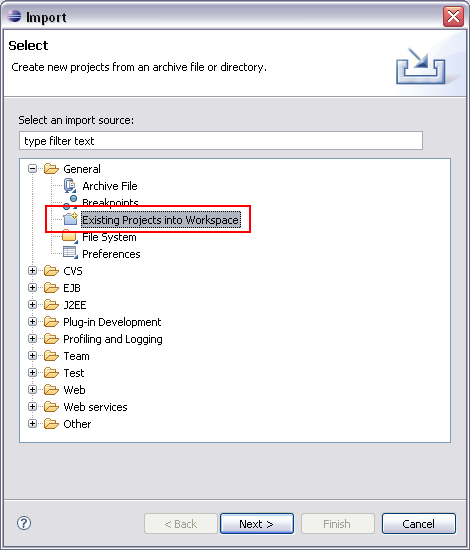 Import
Select
Create new projects from an archive file or directory.
Select an import source:
type filter text
General
Archive File
Breakpoints
Existing Projects into Workspace
File System
Preferences
CVS
EJB
J2EE
Plug-in Development
Profiling and Logging
Team
Test
Web
Web services
Other
? < Back Next > Finish Cancel